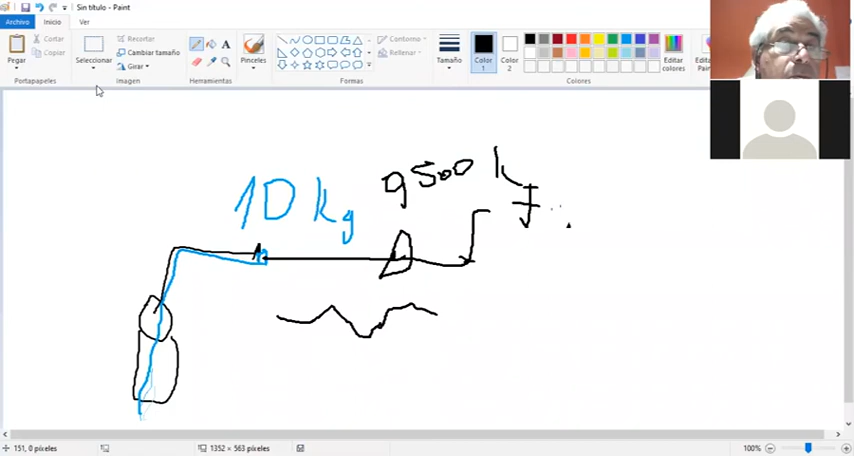 Sin título - Paint
Archivo
Inicio
Ver
Pegar
Cortar
Copiar
Portapapeles
Seleccionar
Recortar
Cambiar tamaño
Girar
Imagen
A
Herramientas
Pinceles
Contorno
Rellenar
Formas
Tamaño
Color
1
Color
2
Colores
Editar
colores
10 kg
9500 k
151, 0 píxeles
1352 × 563 píxeles
100%